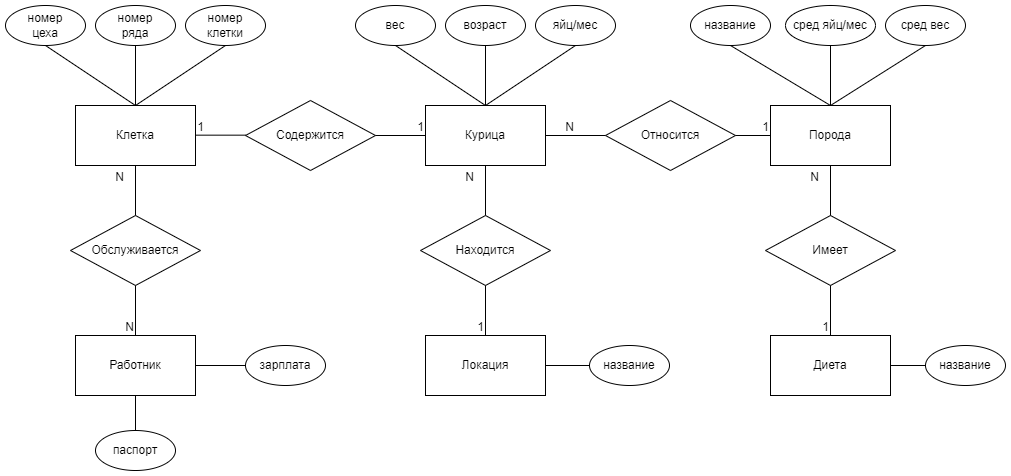 номер
цеха
номер
ряда
номер
клетки
вес
возраст
яйц/мес
название
сред яйц/мес
сред вес
Клетка
1
Содержится
1
Курица
N
Относится
1
Порода
N
N
N
Обслуживается
Находится
Имеет
N
1
1
Работник
зарплата
Локация
название
Диета
название
паспорт